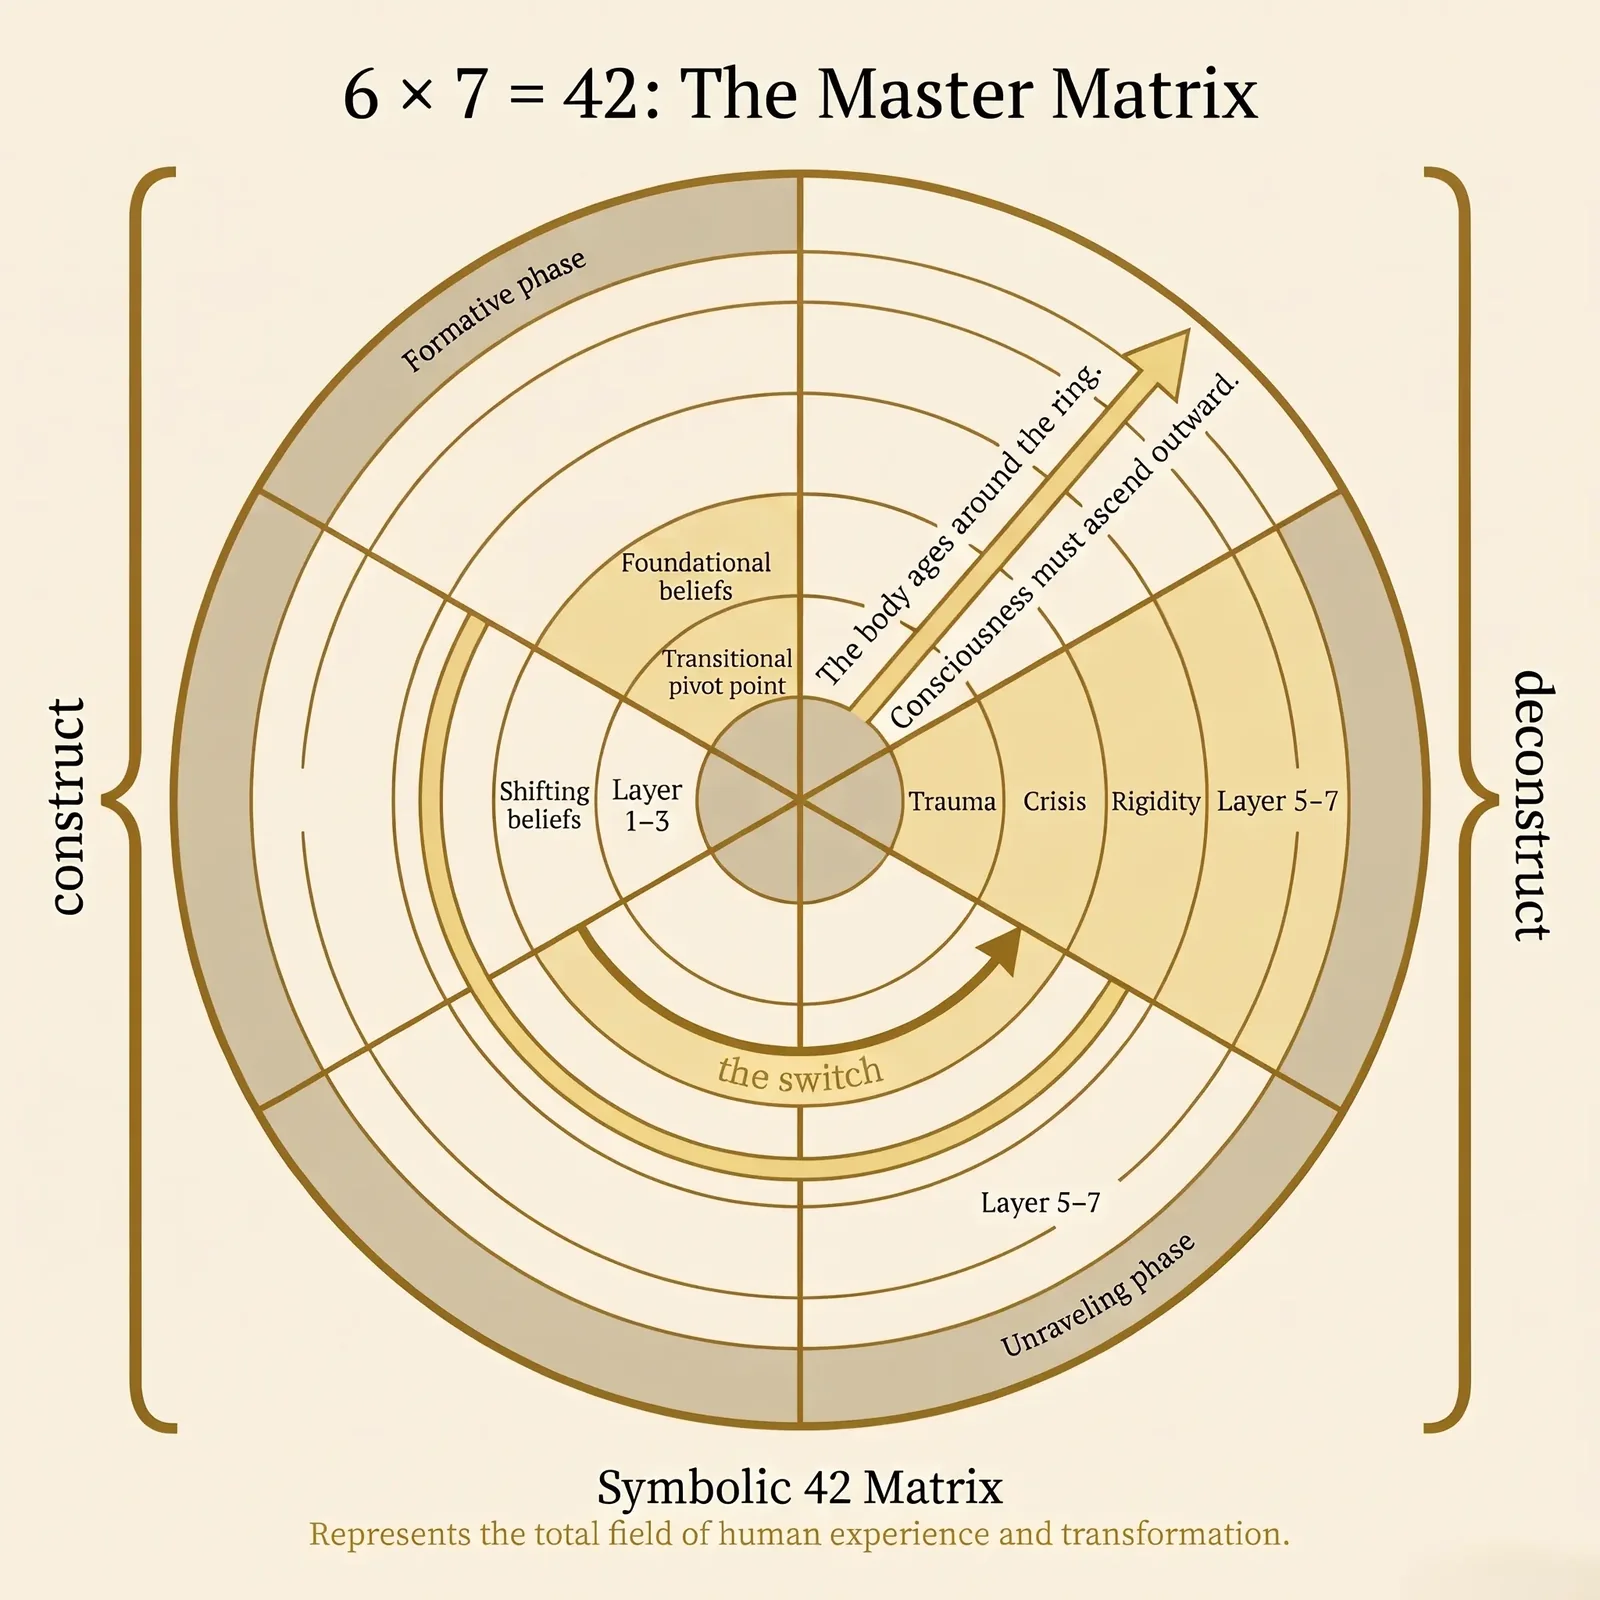 6 × 7 = 42: The Master Matrix
Formative phase
The body ages around the ring.
Consciousness must ascend outward.
Foundational
beliefs
Transitional
pivot point
construct
Shifting
beliefs
Layer
1–3
Trauma
Crisis
Rigidity
Layer 5–7
deconstruct
the switch
Layer 5–7
Unraveling phase
Symbolic 42 Matrix
Represents the total field of human experience and transformation.